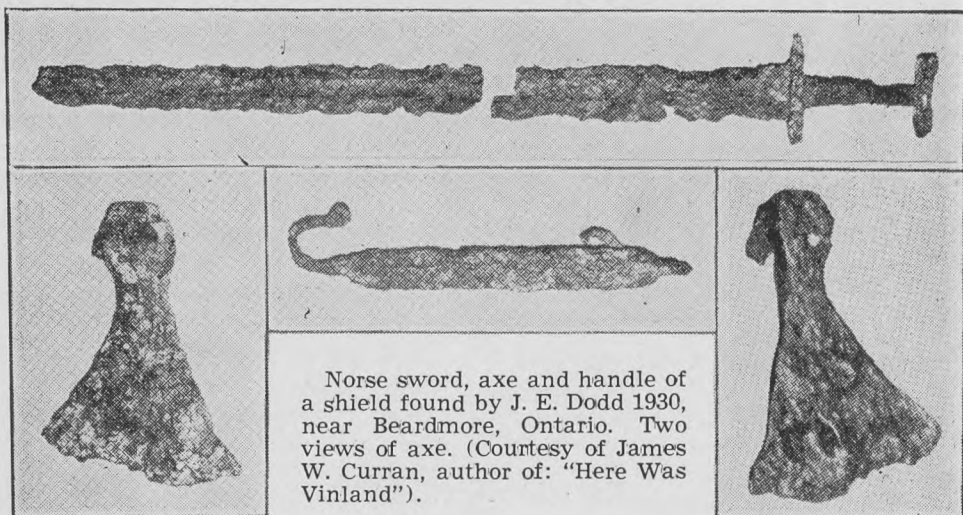 Norse sword, axe and handle of
a shield found by J. E. Dodd 1930,
near Beardmore, Ontario. Two
views of axe. (Courtesy of James
W. Curran, author of: "Here Was
Vinland").